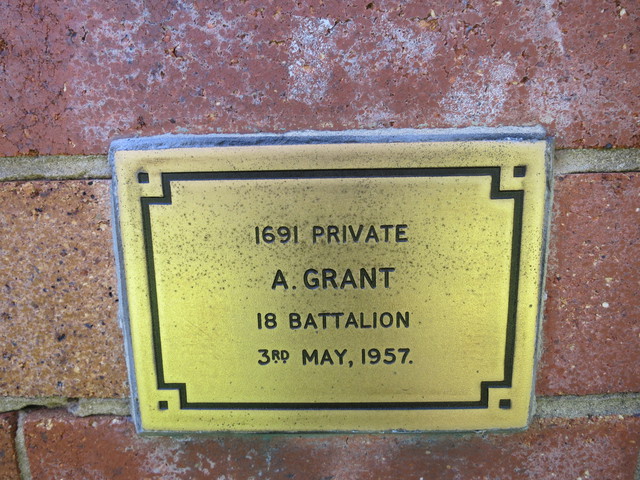 1691 PRIVATE
A. GRANT
18 BATTALION
3RD MAY, 1957.